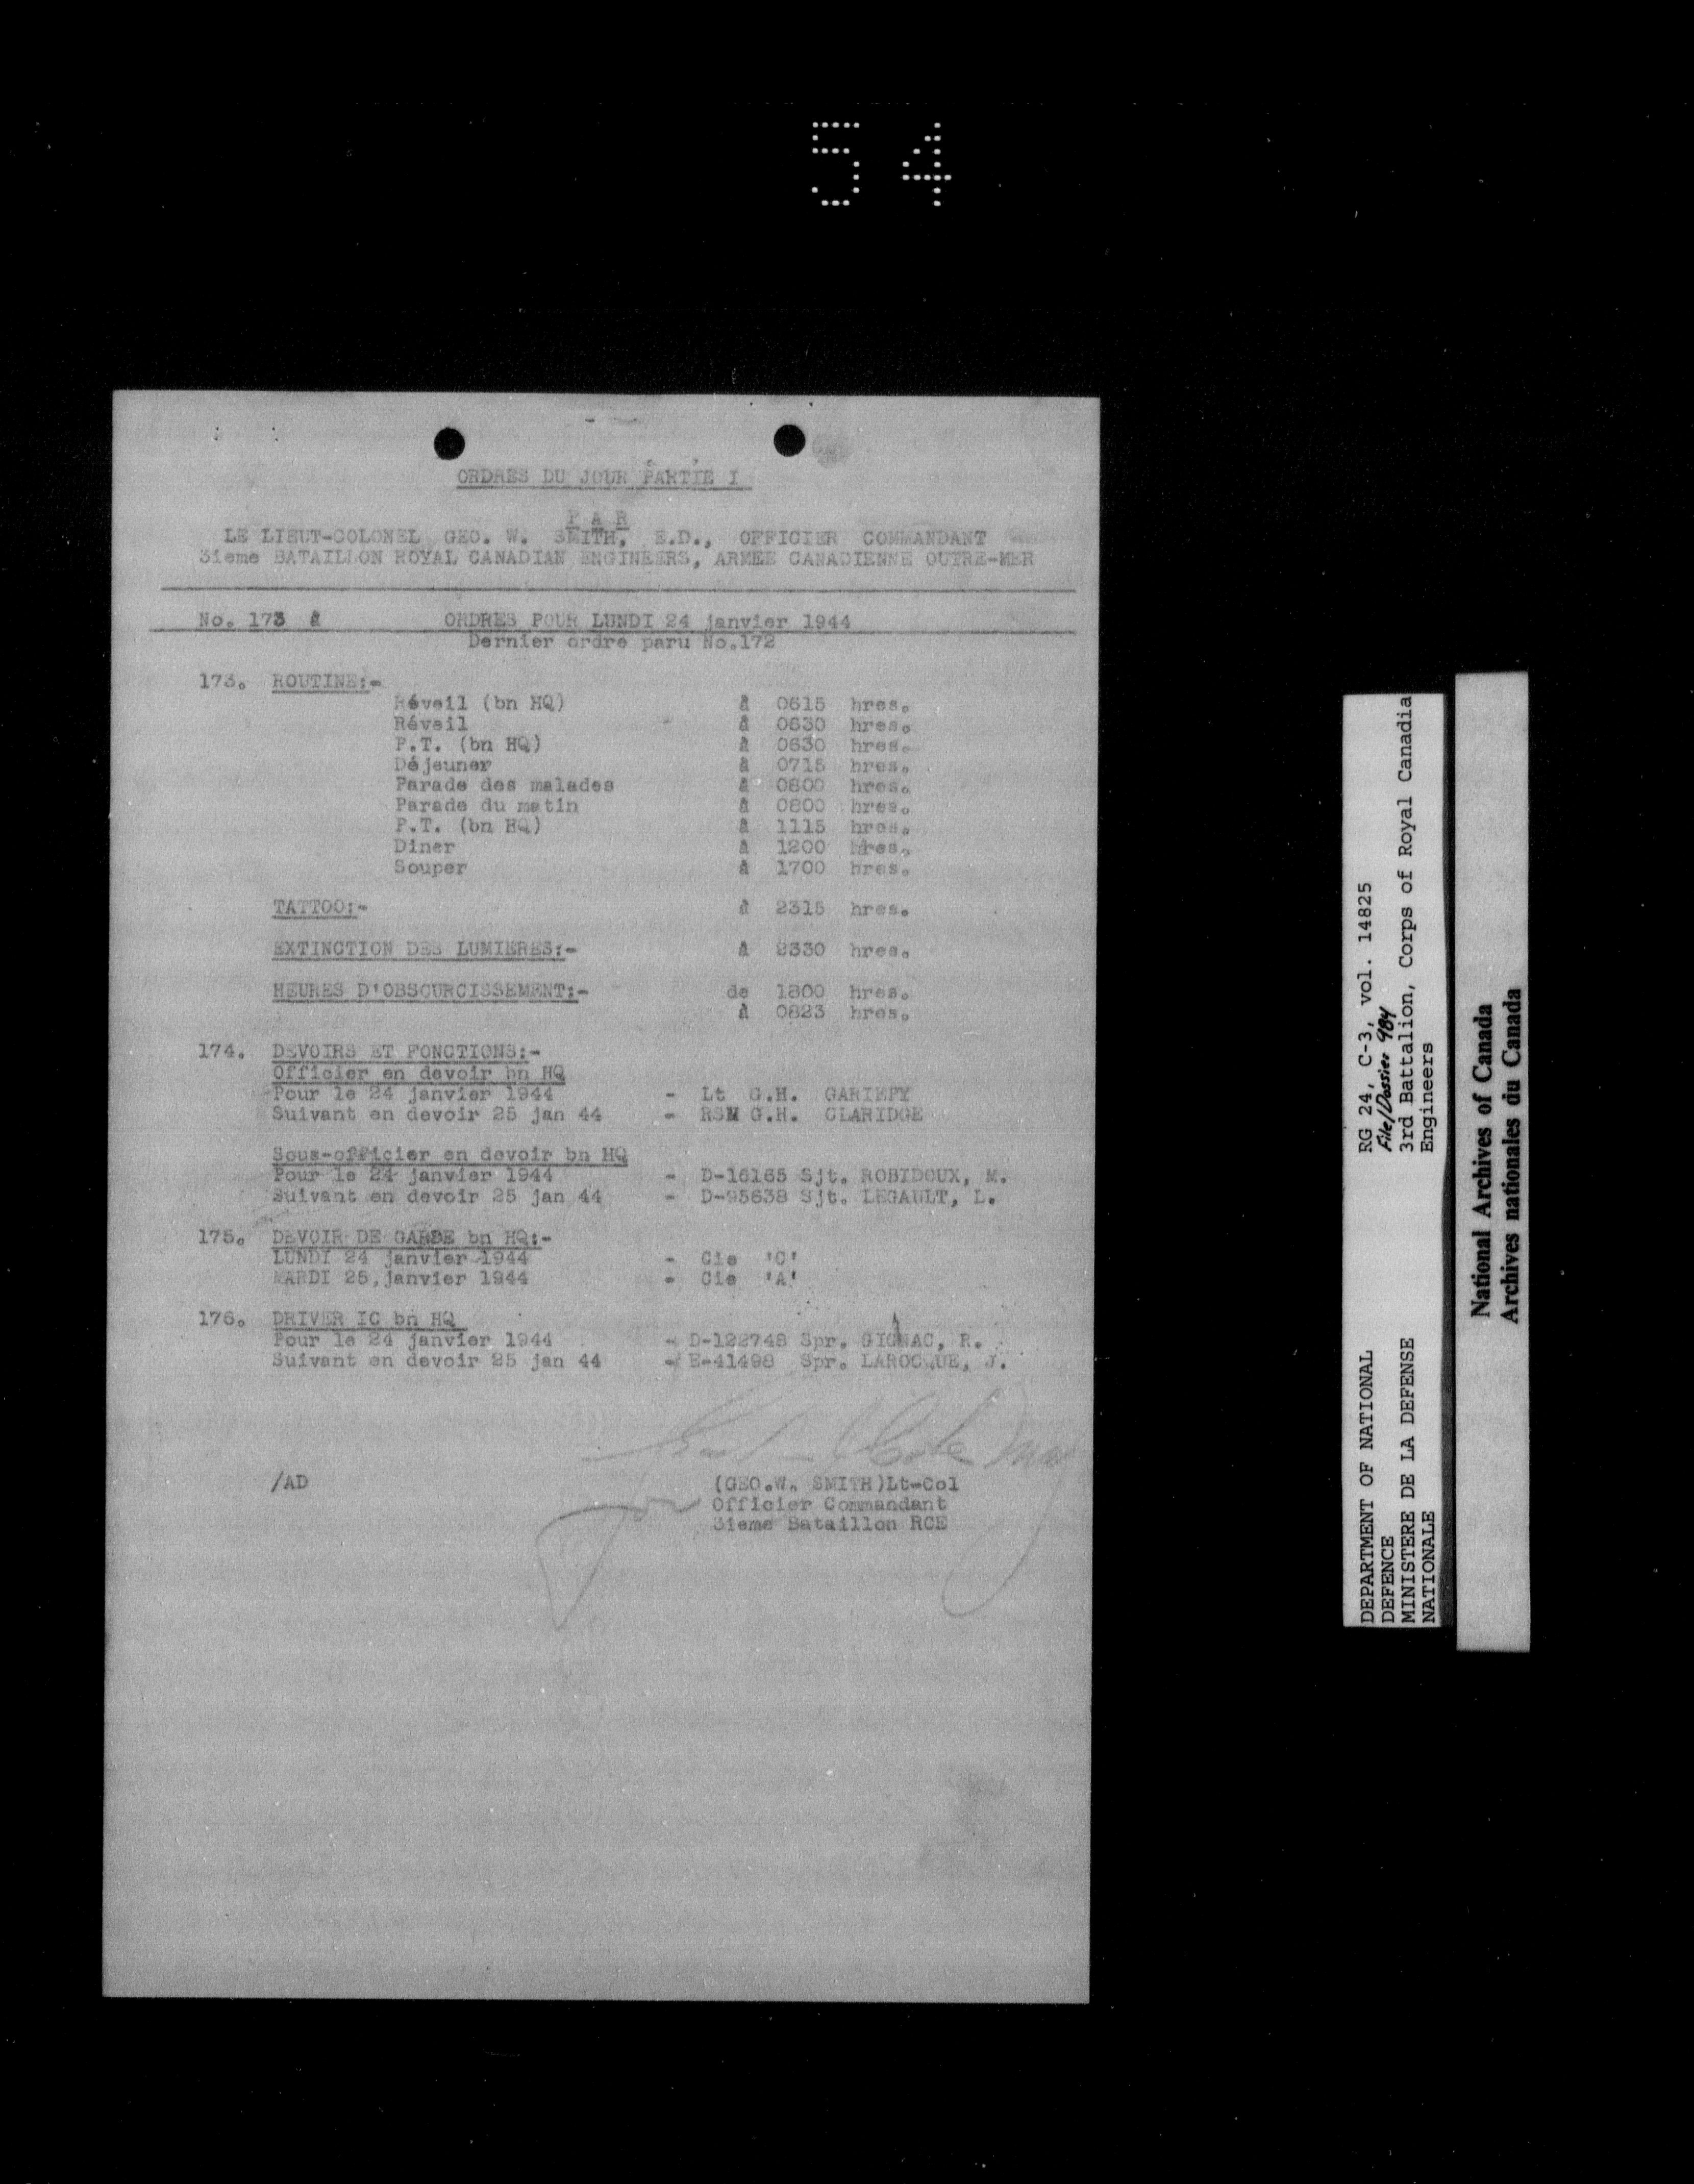 54
ORDRES DU JOUR PARTIE I
P A R
LE LIEUT-COLONEL GEO. W. SMITH, E.D., OFFICIER COMMANDANT
3ieme BATAILLON ROYAL CANADIAN ENGINEERS, ARMEE CANADIENNE OUTRE-MER
No. 173 à ORDRES POUR LUNDI 24 janvier 1944
Dernier ordre paru No.172
173. ROUTINE:-
Réveil (bn HQ) à 0615 hres.
Réveil à 0630 hres.
P.T. (bn HQ) à 0630 hres.
Déjeuner à 0715 hres.
Parade des malades à 0800 hres.
Parade du matin à 0800 hres.
P.T. (bn HQ) à 1115 hres.
Diner à 1200 hres.
Souper à 1700 hres.
TATTOO:- à 2315 hres.
EXTINCTION DES LUMIERES:- à 2330 hres.
HEURES D'OBSCURCISSEMENT:- de 1800 hres.
à 0823 hres.
174. DEVOIRS ET FONCTIONS:-
Officier en devoir bn HQ
Pour le 24 janvier 1944 - Lt G.H. GARIEPY
Suivant en devoir 25 jan 44 - RSM G.H. CLARIDGE
Sous-officier en devoir bn HQ
Pour le 24 janvier 1944 - D-16165 Sjt. ROBIDOUX, M.
Suivant en devoir 25 jan 44 - D-95638 Sjt. LEGAULT, L.
175. DEVOIR DE GARDE bn HQ:-
LUNDI 24 janvier 1944 - Cie 'C'
MARDI 25, janvier 1944 - Cie 'A'
176. DRIVER IC bn HQ
Pour le 24 janvier 1944 - D-122748 Spr. GIGNAC, R.
Suivant en devoir 25 jan 44 - E-41498 Spr. LAROCQUE, J.
/AD (GEO.W. SMITH)Lt-Col
Officier Commandant
3ieme Bataillon RCE
DEPARTMENT OF NATIONAL RG 24, C-3, vol. 14825
DEFENCE File/Dossier 984
MINISTERE DE LA DEFENSE 3rd Battalion, Corps of Royal Canadia
NATIONALE Engineers
National Archives of Canada
Archives nationales du Canada